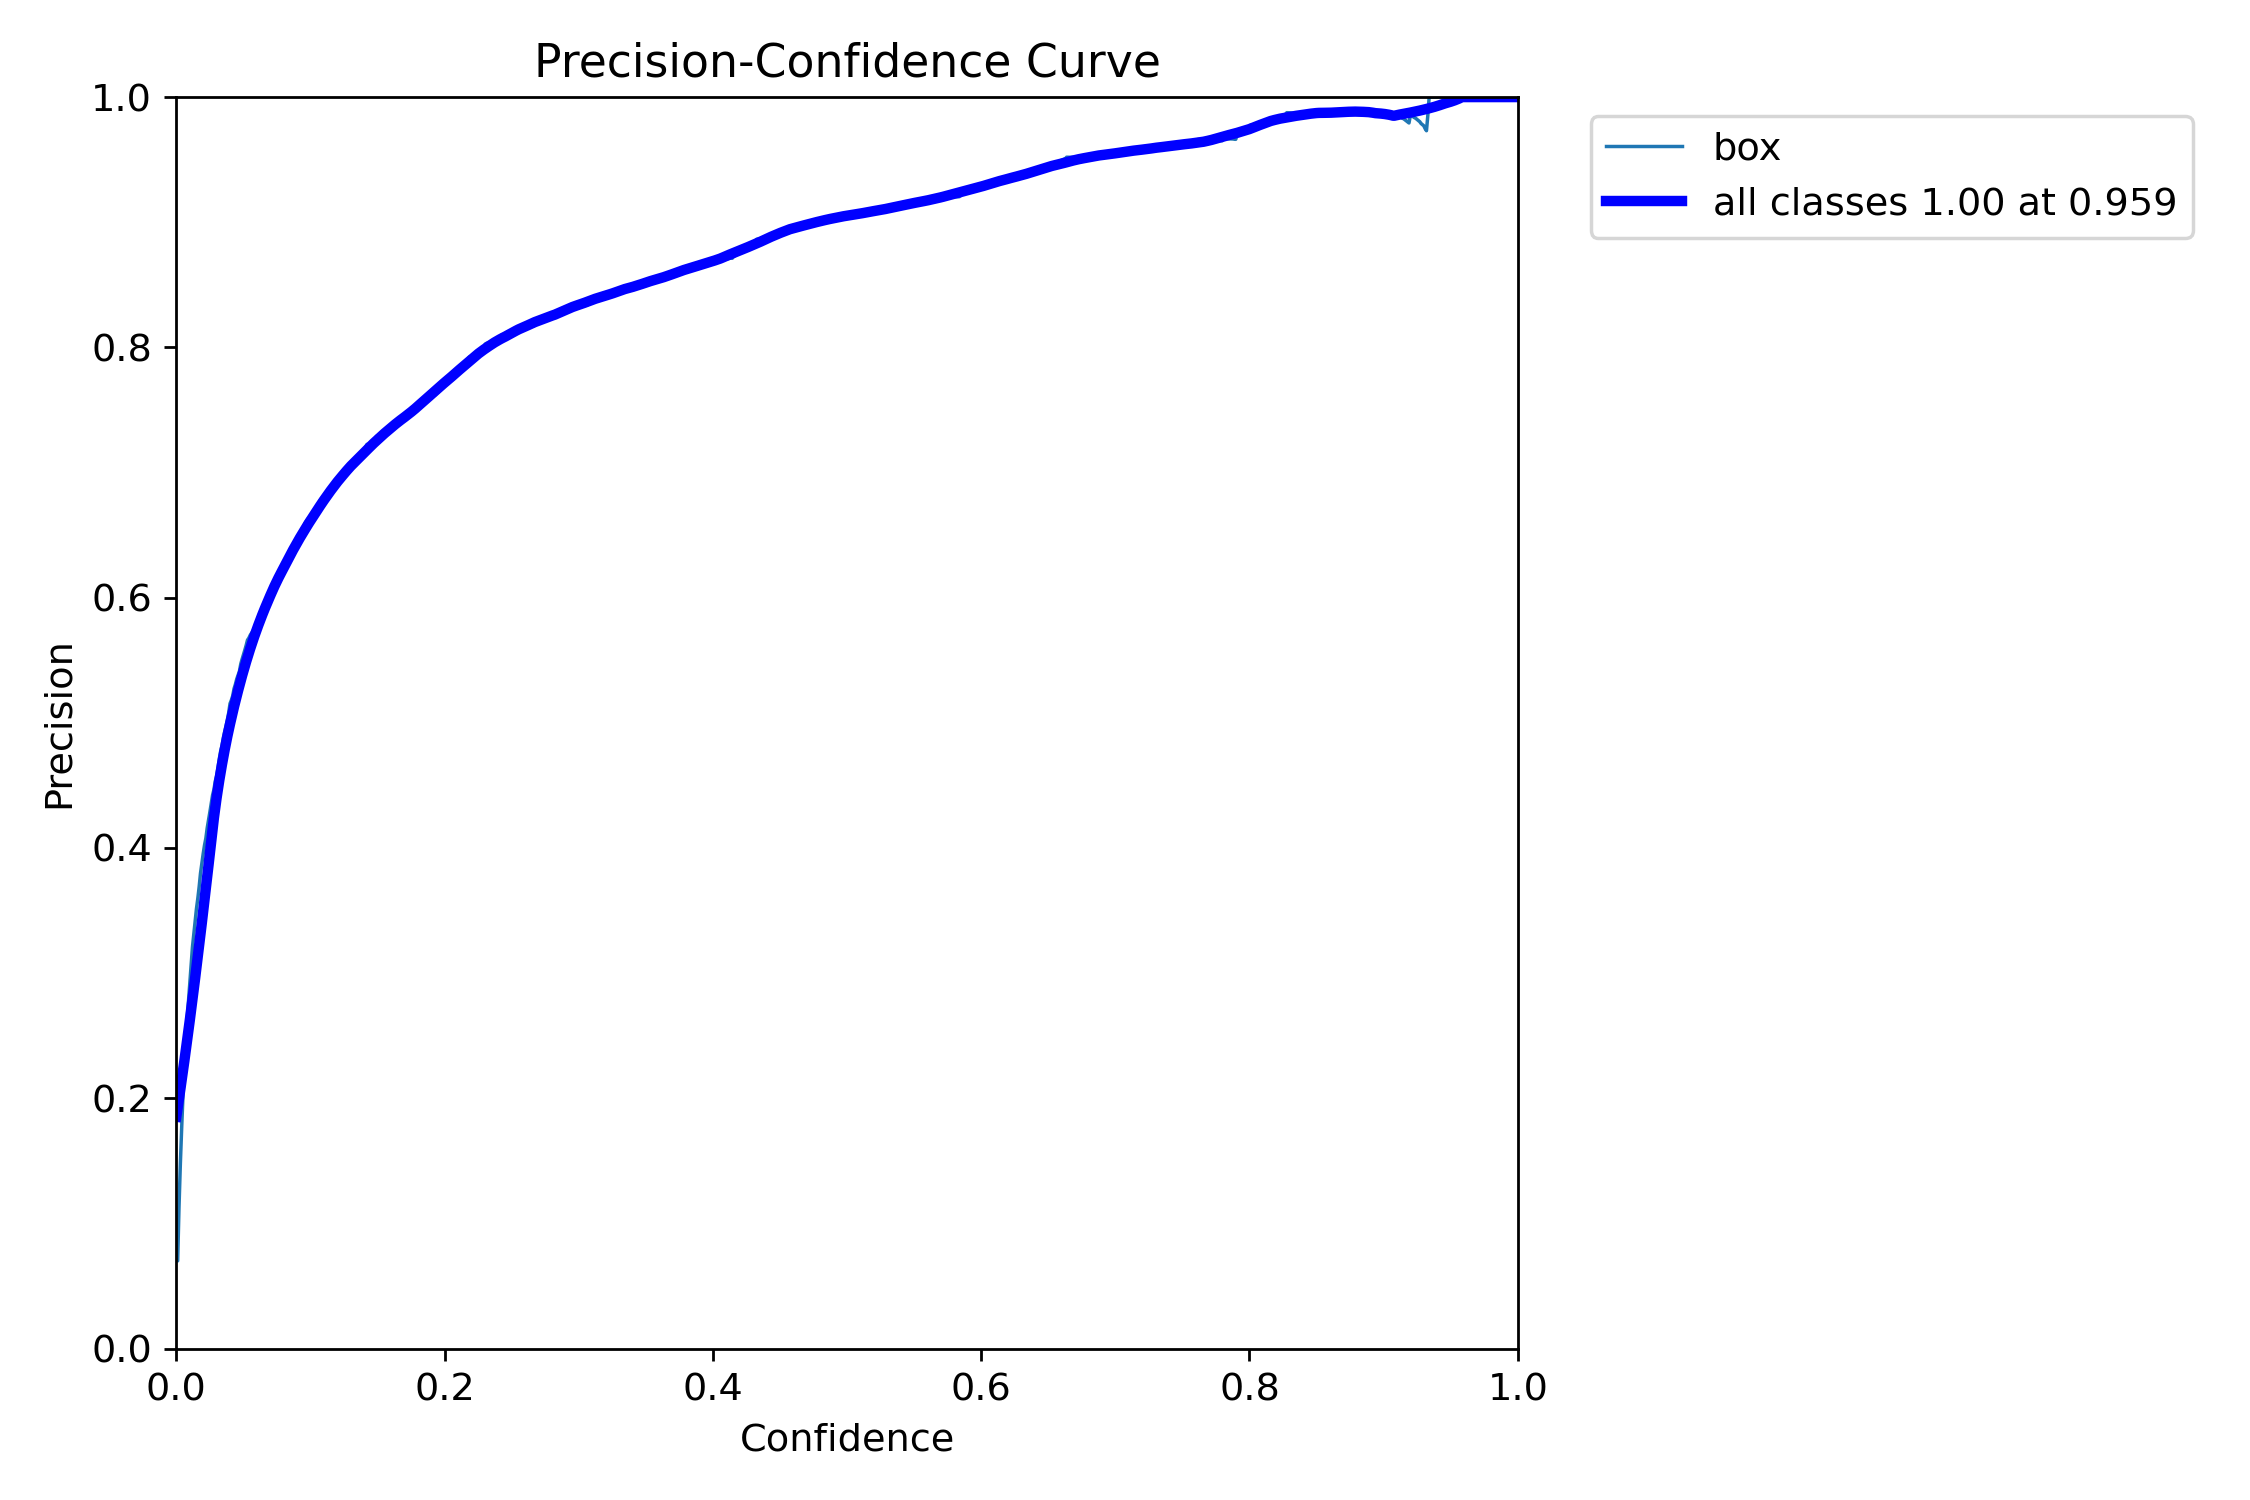 Precision-Confidence Curve
1.0
0.8
0.6
0.4
0.2
0.0
Precision
0.0 0.2 0.4 0.6 0.8 1.0
Confidence
box
all classes 1.00 at 0.959